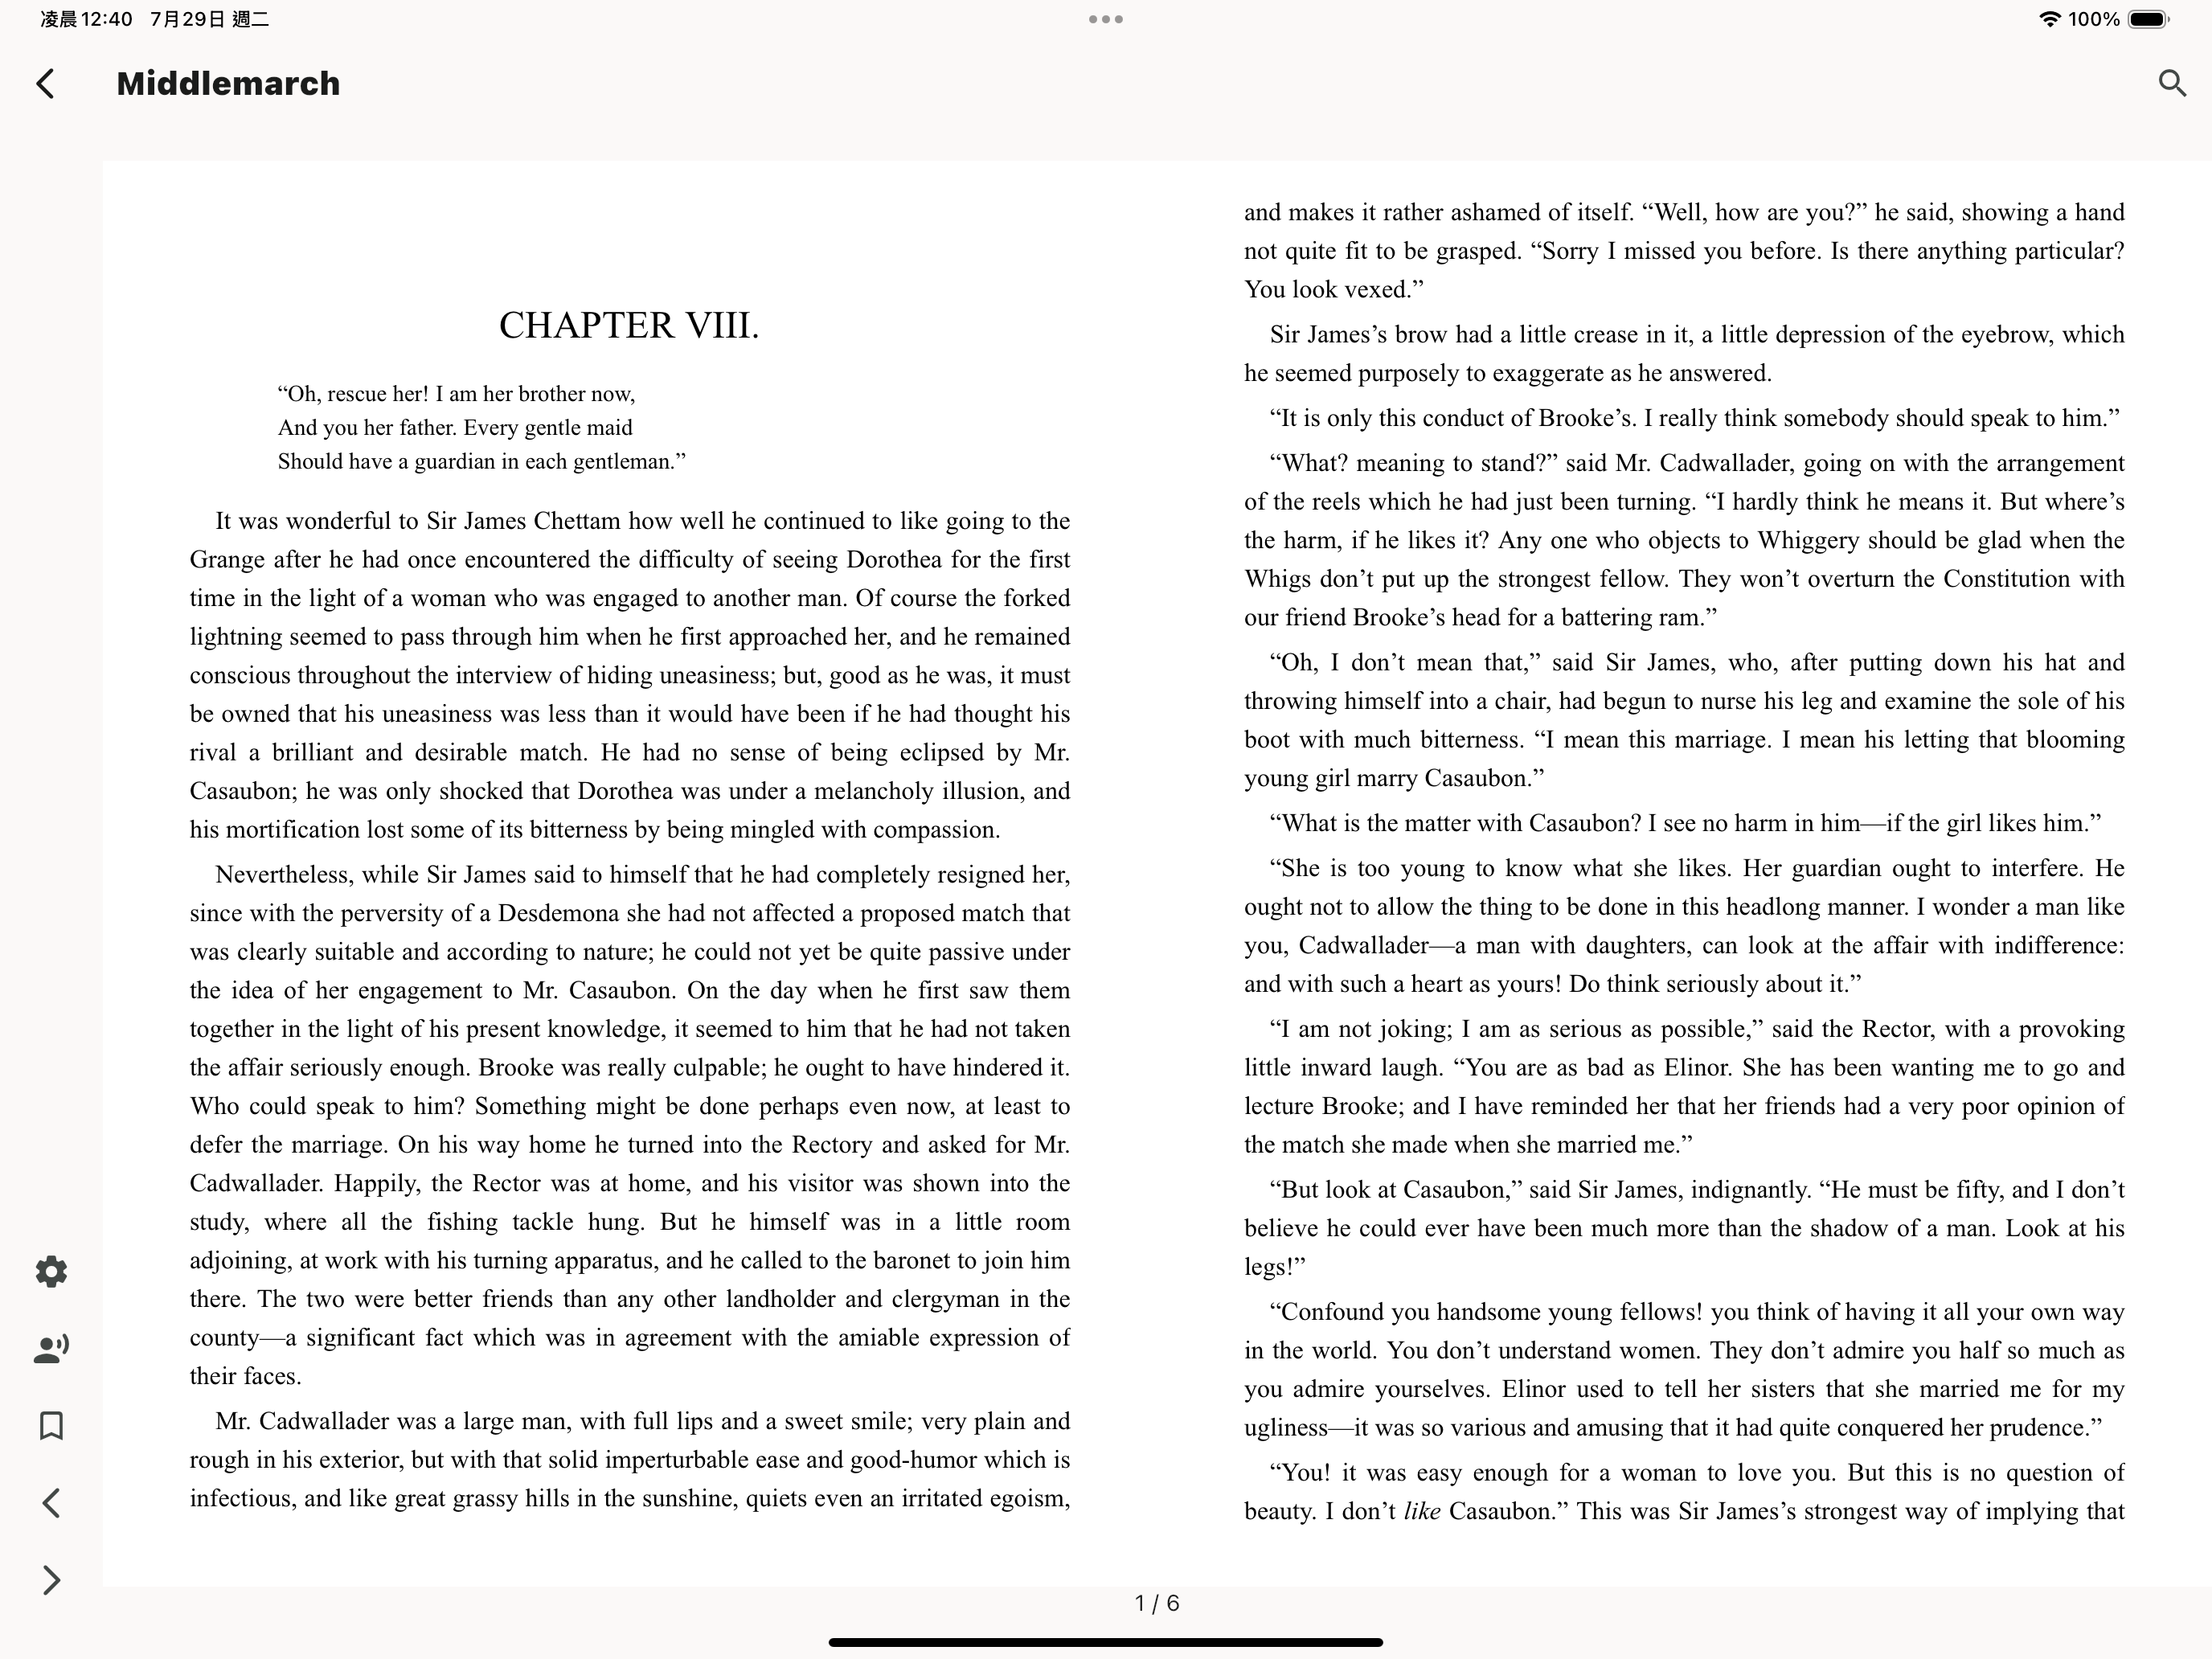 凌晨12:40 7月29日 週二
100%
Middlemarch
CHAPTER VIII.
“Oh, rescue her! I am her brother now,
And you her father. Every gentle maid
Should have a guardian in each gentleman.”
It was wonderful to Sir James Chettam how well he continued to like going to the
Grange after he had once encountered the difficulty of seeing Dorothea for the first
time in the light of a woman who was engaged to another man. Of course the forked
lightning seemed to pass through him when he first approached her, and he remained
conscious throughout the interview of hiding uneasiness; but, good as he was, it must
be owned that his uneasiness was less than it would have been if he had thought his
rival a brilliant and desirable match. He had no sense of being eclipsed by Mr.
Casaubon; he was only shocked that Dorothea was under a melancholy illusion, and
his mortification lost some of its bitterness by being mingled with compassion.
Nevertheless, while Sir James said to himself that he had completely resigned her,
since with the perversity of a Desdemona she had not affected a proposed match that
was clearly suitable and according to nature; he could not yet be quite passive under
the idea of her engagement to Mr. Casaubon. On the day when he first saw them
together in the light of his present knowledge, it seemed to him that he had not taken
the affair seriously enough. Brooke was really culpable; he ought to have hindered it.
Who could speak to him? Something might be done perhaps even now, at least to
defer the marriage. On his way home he turned into the Rectory and asked for Mr.
Cadwallader. Happily, the Rector was at home, and his visitor was shown into the
study, where all the fishing tackle hung. But he himself was in a little room
adjoining, at work with his turning apparatus, and he called to the baronet to join him
there. The two were better friends than any other landholder and clergyman in the
county—a significant fact which was in agreement with the amiable expression of
their faces.
Mr. Cadwallader was a large man, with full lips and a sweet smile; very plain and
rough in his exterior, but with that solid imperturbable ease and good-humor which is
infectious, and like great grassy hills in the sunshine, quiets even an irritated egoism,
and makes it rather ashamed of itself. “Well, how are you?” he said, showing a hand
not quite fit to be grasped. “Sorry I missed you before. Is there anything particular?
You look vexed.”
Sir James’s brow had a little crease in it, a little depression of the eyebrow, which
he seemed purposely to exaggerate as he answered.
“It is only this conduct of Brooke’s. I really think somebody should speak to him.”
“What? meaning to stand?” said Mr. Cadwallader, going on with the arrangement
of the reels which he had just been turning. “I hardly think he means it. But where’s
the harm, if he likes it? Any one who objects to Whiggery should be glad when the
Whigs don’t put up the strongest fellow. They won’t overturn the Constitution with
our friend Brooke’s head for a battering ram.”
“Oh, I don’t mean that,” said Sir James, who, after putting down his hat and
throwing himself into a chair, had begun to nurse his leg and examine the sole of his
boot with much bitterness. “I mean this marriage. I mean his letting that blooming
young girl marry Casaubon.”
“What is the matter with Casaubon? I see no harm in him—if the girl likes him.”
“She is too young to know what she likes. Her guardian ought to interfere. He
ought not to allow the thing to be done in this headlong manner. I wonder a man like
you, Cadwallader—a man with daughters, can look at the affair with indifference:
and with such a heart as yours! Do think seriously about it.”
“I am not joking; I am as serious as possible,” said the Rector, with a provoking
little inward laugh. “You are as bad as Elinor. She has been wanting me to go and
lecture Brooke; and I have reminded her that her friends had a very poor opinion of
the match she made when she married me.”
“But look at Casaubon,” said Sir James, indignantly. “He must be fifty, and I don’t
believe he could ever have been much more than the shadow of a man. Look at his
legs!”
“Confound you handsome young fellows! you think of having it all your own way
in the world. You don’t understand women. They don’t admire you half so much as
you admire yourselves. Elinor used to tell her sisters that she married me for my
ugliness—it was so various and amusing that it had quite conquered her prudence.”
“You! it was easy enough for a woman to love you. But this is no question of
beauty. I don’t like Casaubon.” This was Sir James’s strongest way of implying that
1 / 6